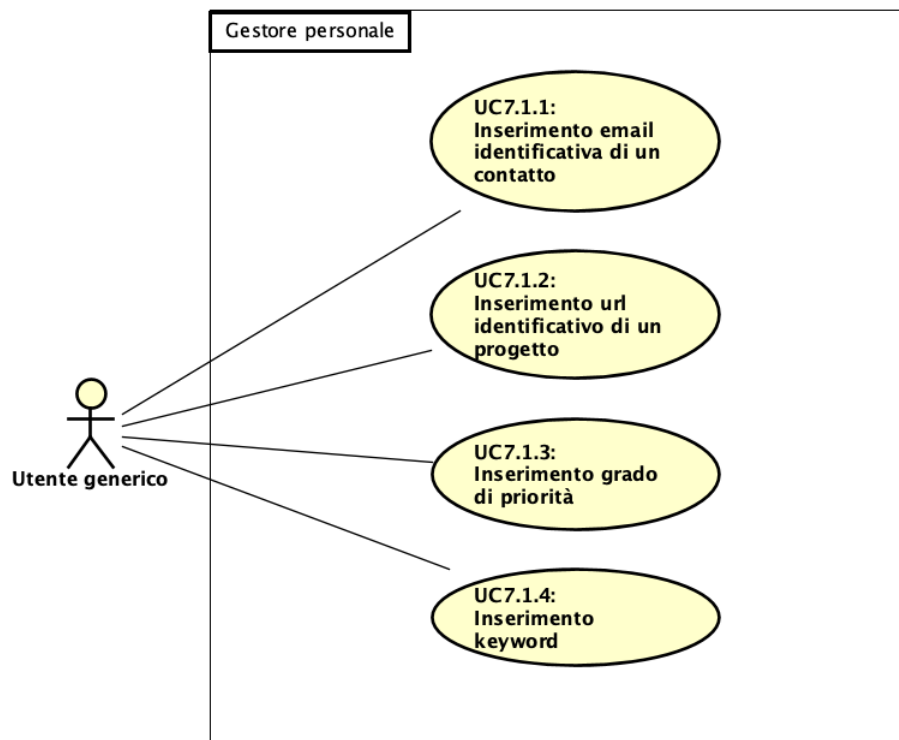 Gestore personale
UC7.1.1:
Inserimento email
identificativa di un
contatto
UC7.1.2:
Inserimento url
identificativo di un
progetto
UC7.1.3:
Inserimento grado
di priorità
Utente generico
UC7.1.4:
Inserimento
keyword